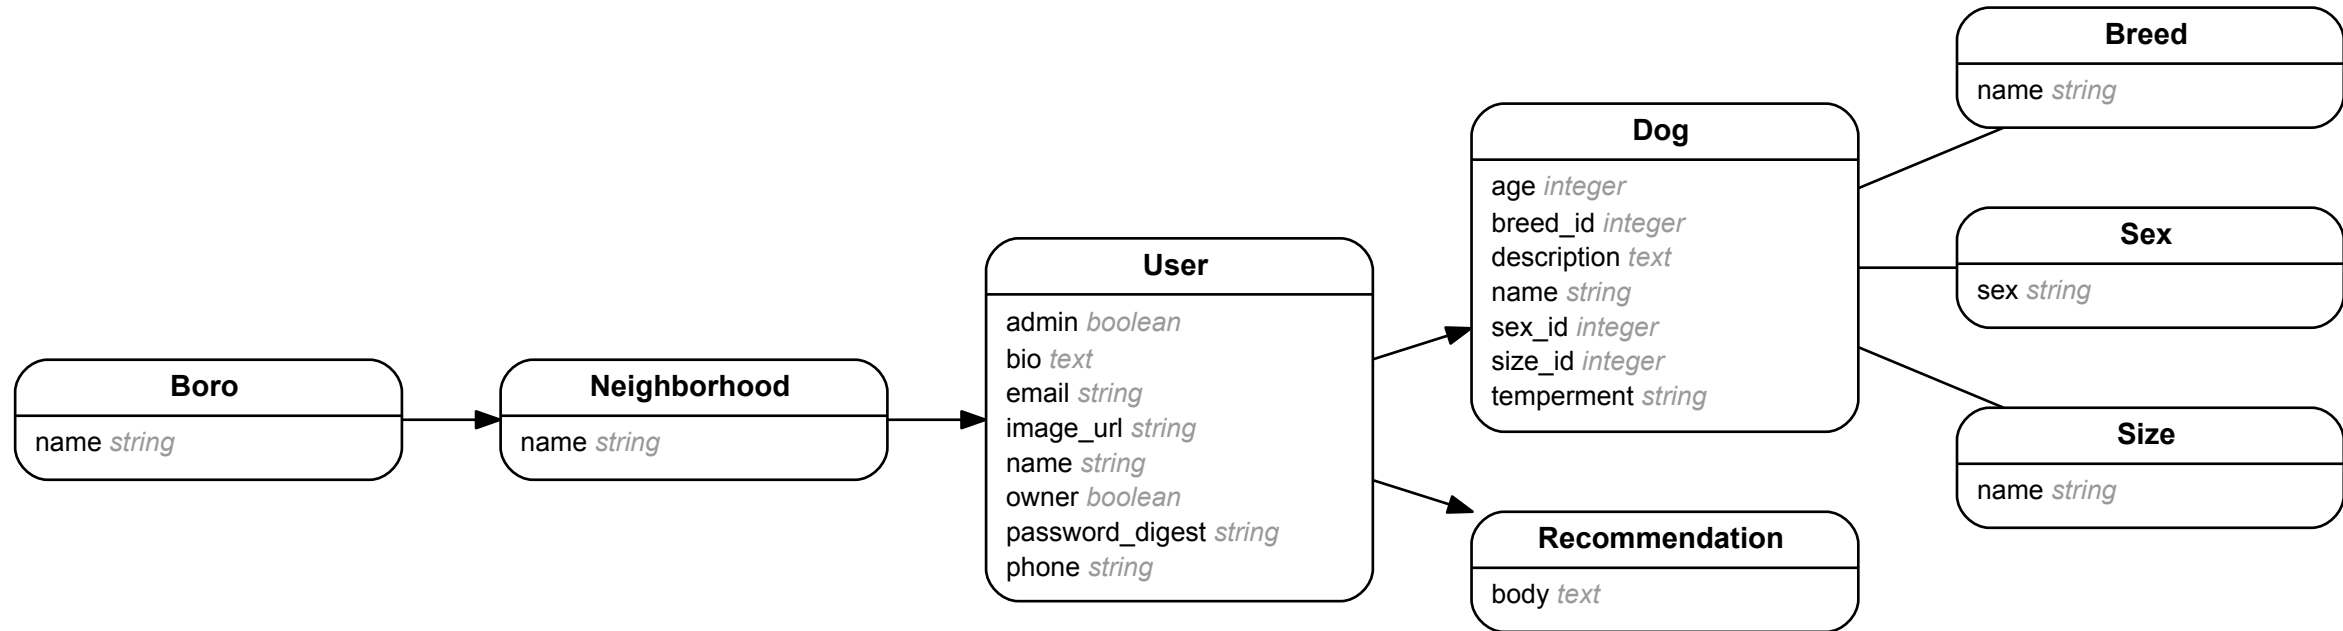 Boro
name string
Neighborhood
name string
User
admin boolean
bio text
email string
image_url string
name string
owner boolean
password_digest string
phone string
Dog
age integer
breed_id integer
description text
name string
sex_id integer
size_id integer
temperment string
Recommendation
body text
Breed
name string
Sex
sex string
Size
name string